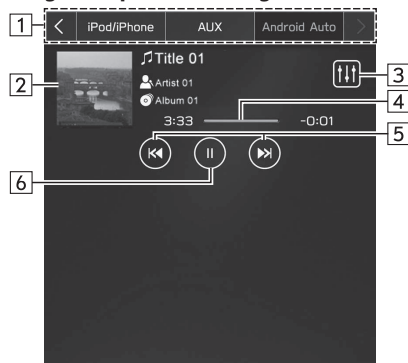 1 iPod/iPhone AUX Android Auto
2 Title 01
Artist 01
Album 01
3
4
3:33 -0:01
5
6